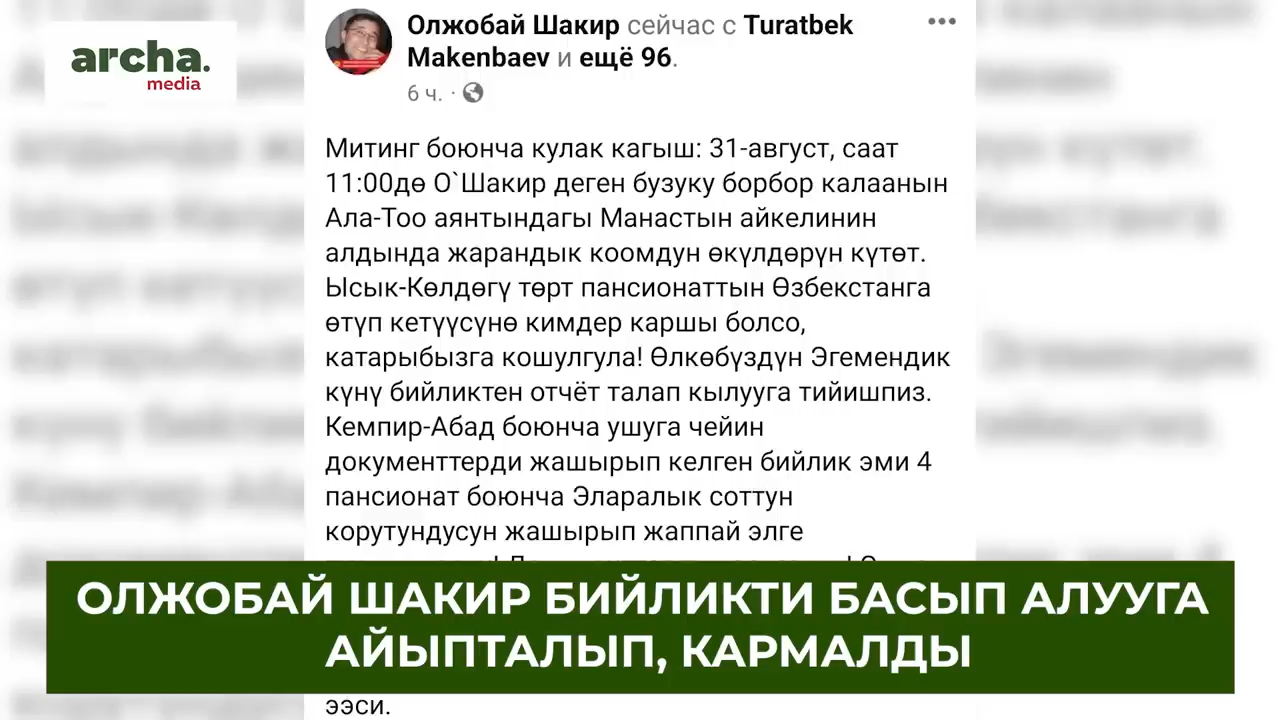 archa.
media
Олжобай Шакир сейчас с Turatbek
Makenbaev и ещё 96.
6 ч. ·
Митинг боюнча кулак кагыш: 31-август, саат
11:00дө О`Шакир деген бузуку борбор калаанын
Ала-Тоо аянтындагы Манастын айкелинин
алдында жарандык коомдун өкүлдөрүн күтөт.
Ысык-Көлдөгү төрт пансионаттын Өзбекстанга
өтүп кетүүсүнө кимдер каршы болсо,
катарыбызга кошулгула! Өлкөбүздүн Эгемендик
күнү бийликтен отчёт талап кылууга тийишпиз.
Кемпир-Абад боюнча ушуга чейин
документтерди жашырып келген бийлик эми 4
пансионат боюнча Эларалык соттун
корутундусун жашырып жаппай элге
ОЛЖОБАЙ ШАКИР БИЙЛИКТИ БАСЫП АЛУУГА
АЙЫПТАЛЫП, КАРМАЛДЫ
ээси.